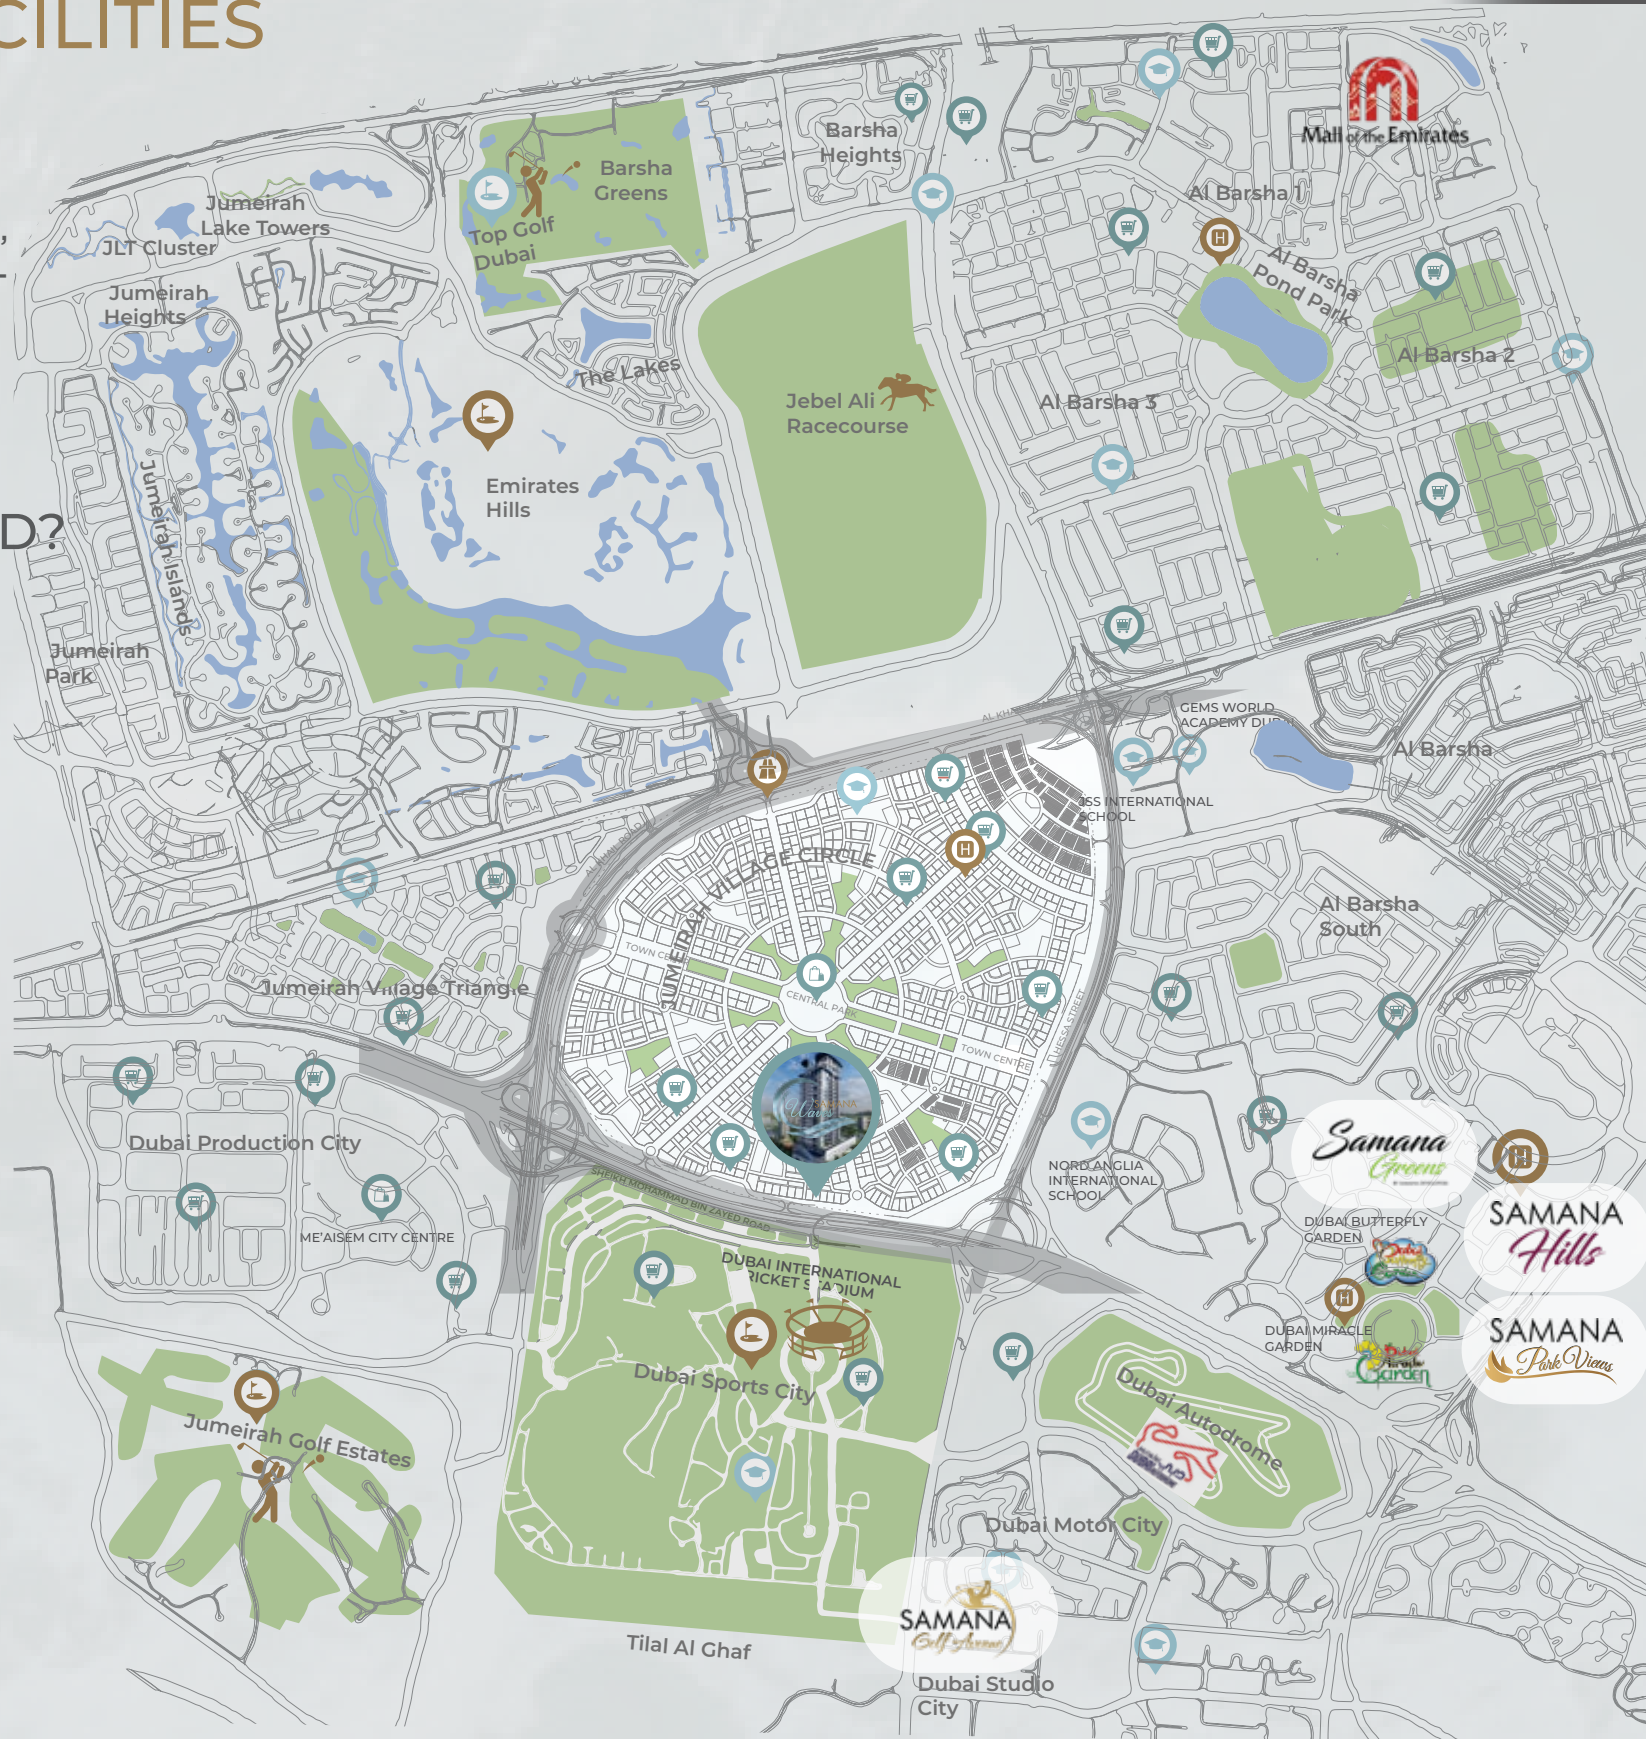 CILITIES
D?
Mall of the Emirates
Barsha
Heights
Barsha
Greens
Al Barsha 1
Jumeirah
Lake Towers
JLT Cluster
Top Golf
Dubai
Al Barsha
Pond Park
Jumeirah
Heights
Al Barsha 2
The Lakes
Jebel Ali
Racecourse
Al Barsha 3
Emirates
Hills
Jumeirah Islands
Jumeirah
Park
GEMS WORLD
ACADEMY DUBAI
Al Barsha
JSS INTERNATIONAL
SCHOOL
JUMEIRAH VILLAGE CIRCLE
Al Barsha
South
TOWN
Jumeirah Village Triangle
CENTRAL PARK
TOWN CENTRE
STREET
SAMANA
Waves
Dubai Production City
Samana
Greens
NORD ANGLIA
INTERNATIONAL
SCHOOL
SHEIKH MOHAMMAD BIN ZAYED ROAD
ME'AISEM CITY CENTRE
DUBAI BUTTERFLY
GARDEN
SAMANA
Hills
DUBAI INTERNATIONAL
CRICKET STADIUM
DUBAI MIRACLE
GARDEN
Garden
SAMANA
Park Views
Dubai Sports City
Dubai Autodrome
Jumeirah Golf Estates
Dubai Motor City
SAMANA
Golf Avenue
Tilal Al Ghaf
Dubai Studio
City